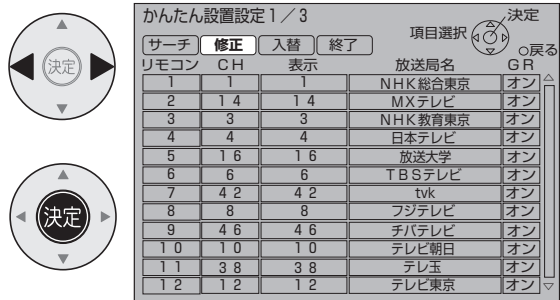 かんたん設置設定1／3
項目選択 決定
戻る
サーチ 修正 入替 終了
リモコン CH 表示 放送局名 GR
1 1 1 NHK総合東京 オン
2 14 14 MXテレビ オン
3 3 3 NHK教育東京 オン
4 4 4 日本テレビ オン
5 16 16 放送大学 オン
6 6 6 TBSテレビ オン
7 42 42 tvk オン
8 8 8 フジテレビ オン
9 46 46 チバテレビ オン
10 10 10 テレビ朝日 オン
11 38 38 テレ玉 オン
12 12 12 テレビ東京 オン
決定
決定